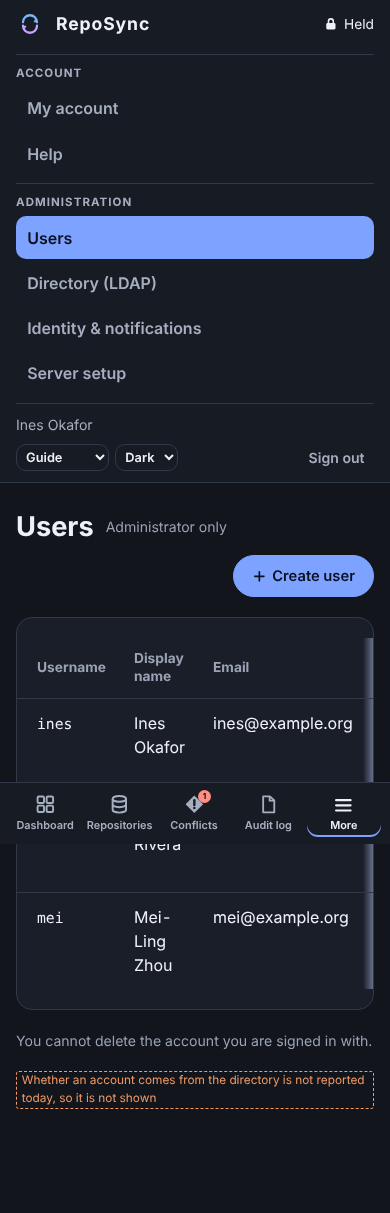 RepoSync
Held
ACCOUNT
My account
Help
ADMINISTRATION
Users
Directory (LDAP)
Identity & notifications
Server setup
Ines Okafor
Guide
Dark
Sign out
Users
Administrator only
+ Create user
Username
Display name
Email
ines
Ines
Okafor
ines@example.org
Dashboard
Repositories
Conflicts
1
Audit log
More
Rivera
mei
Mei-
Ling
Zhou
mei@example.org
You cannot delete the account you are signed in with.
Whether an account comes from the directory is not reported
today, so it is not shown